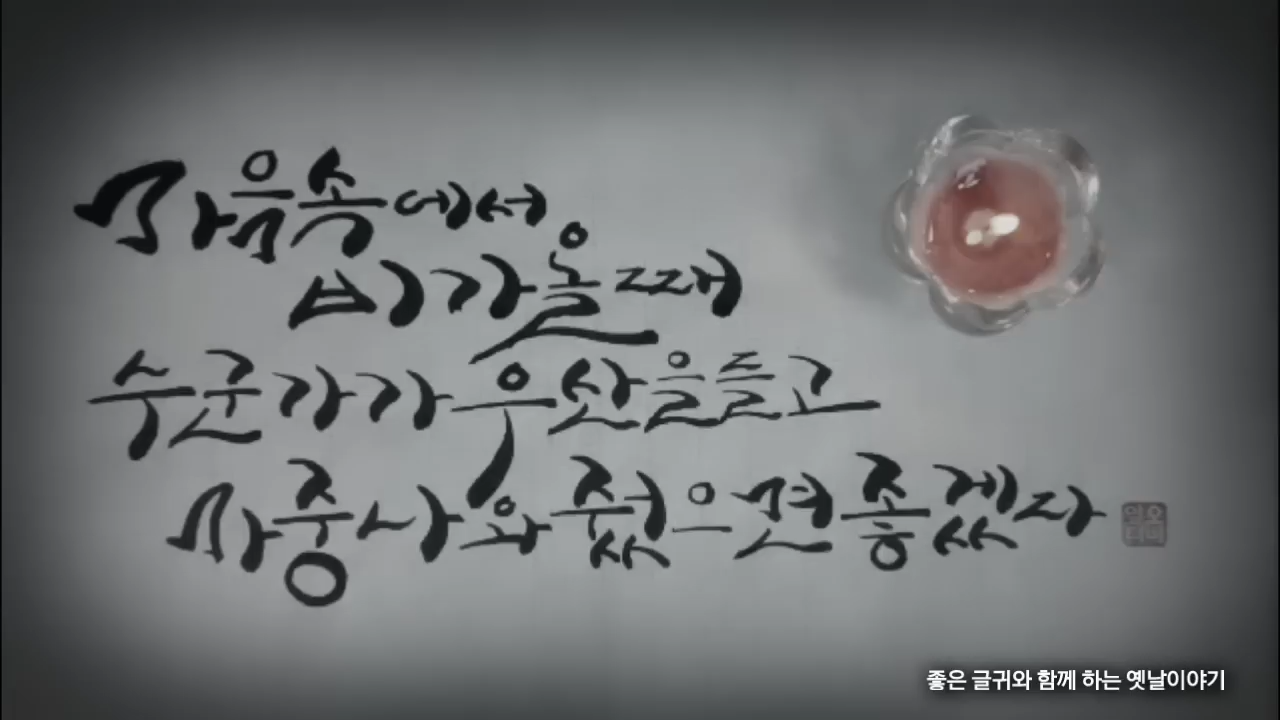 마음속에서
비가 올 때
누군가가 우산을 들고
마중 나와 줬으면 좋겠다
좋은 글귀와 함께 하는 옛날이야기